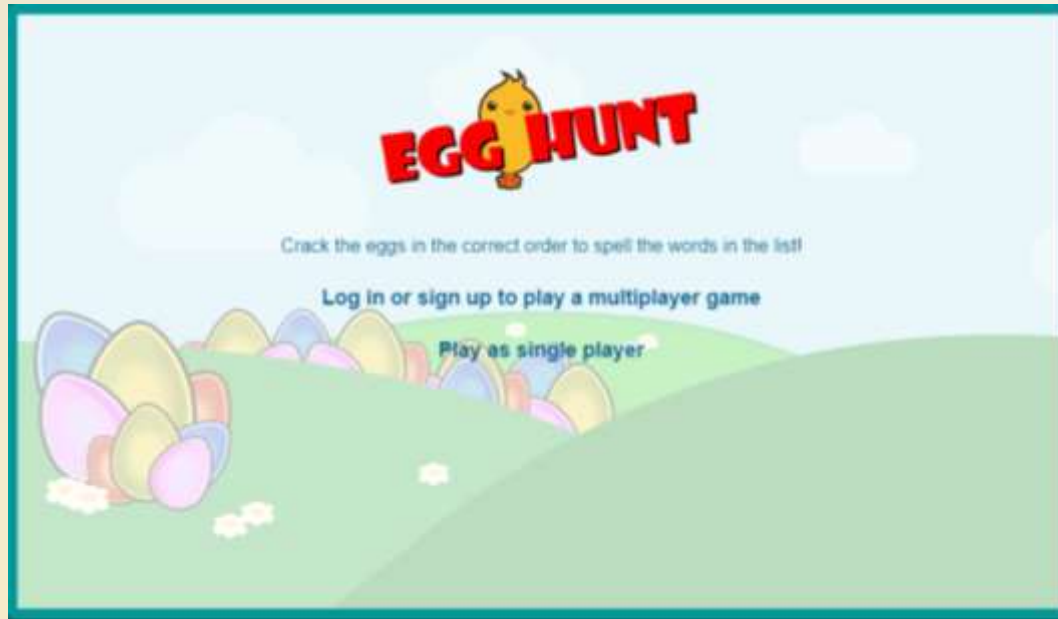 EGG HUNT
Crack the eggs in the correct order to spell the words in the list!
Log in or sign up to play a multiplayer game
Play as single player